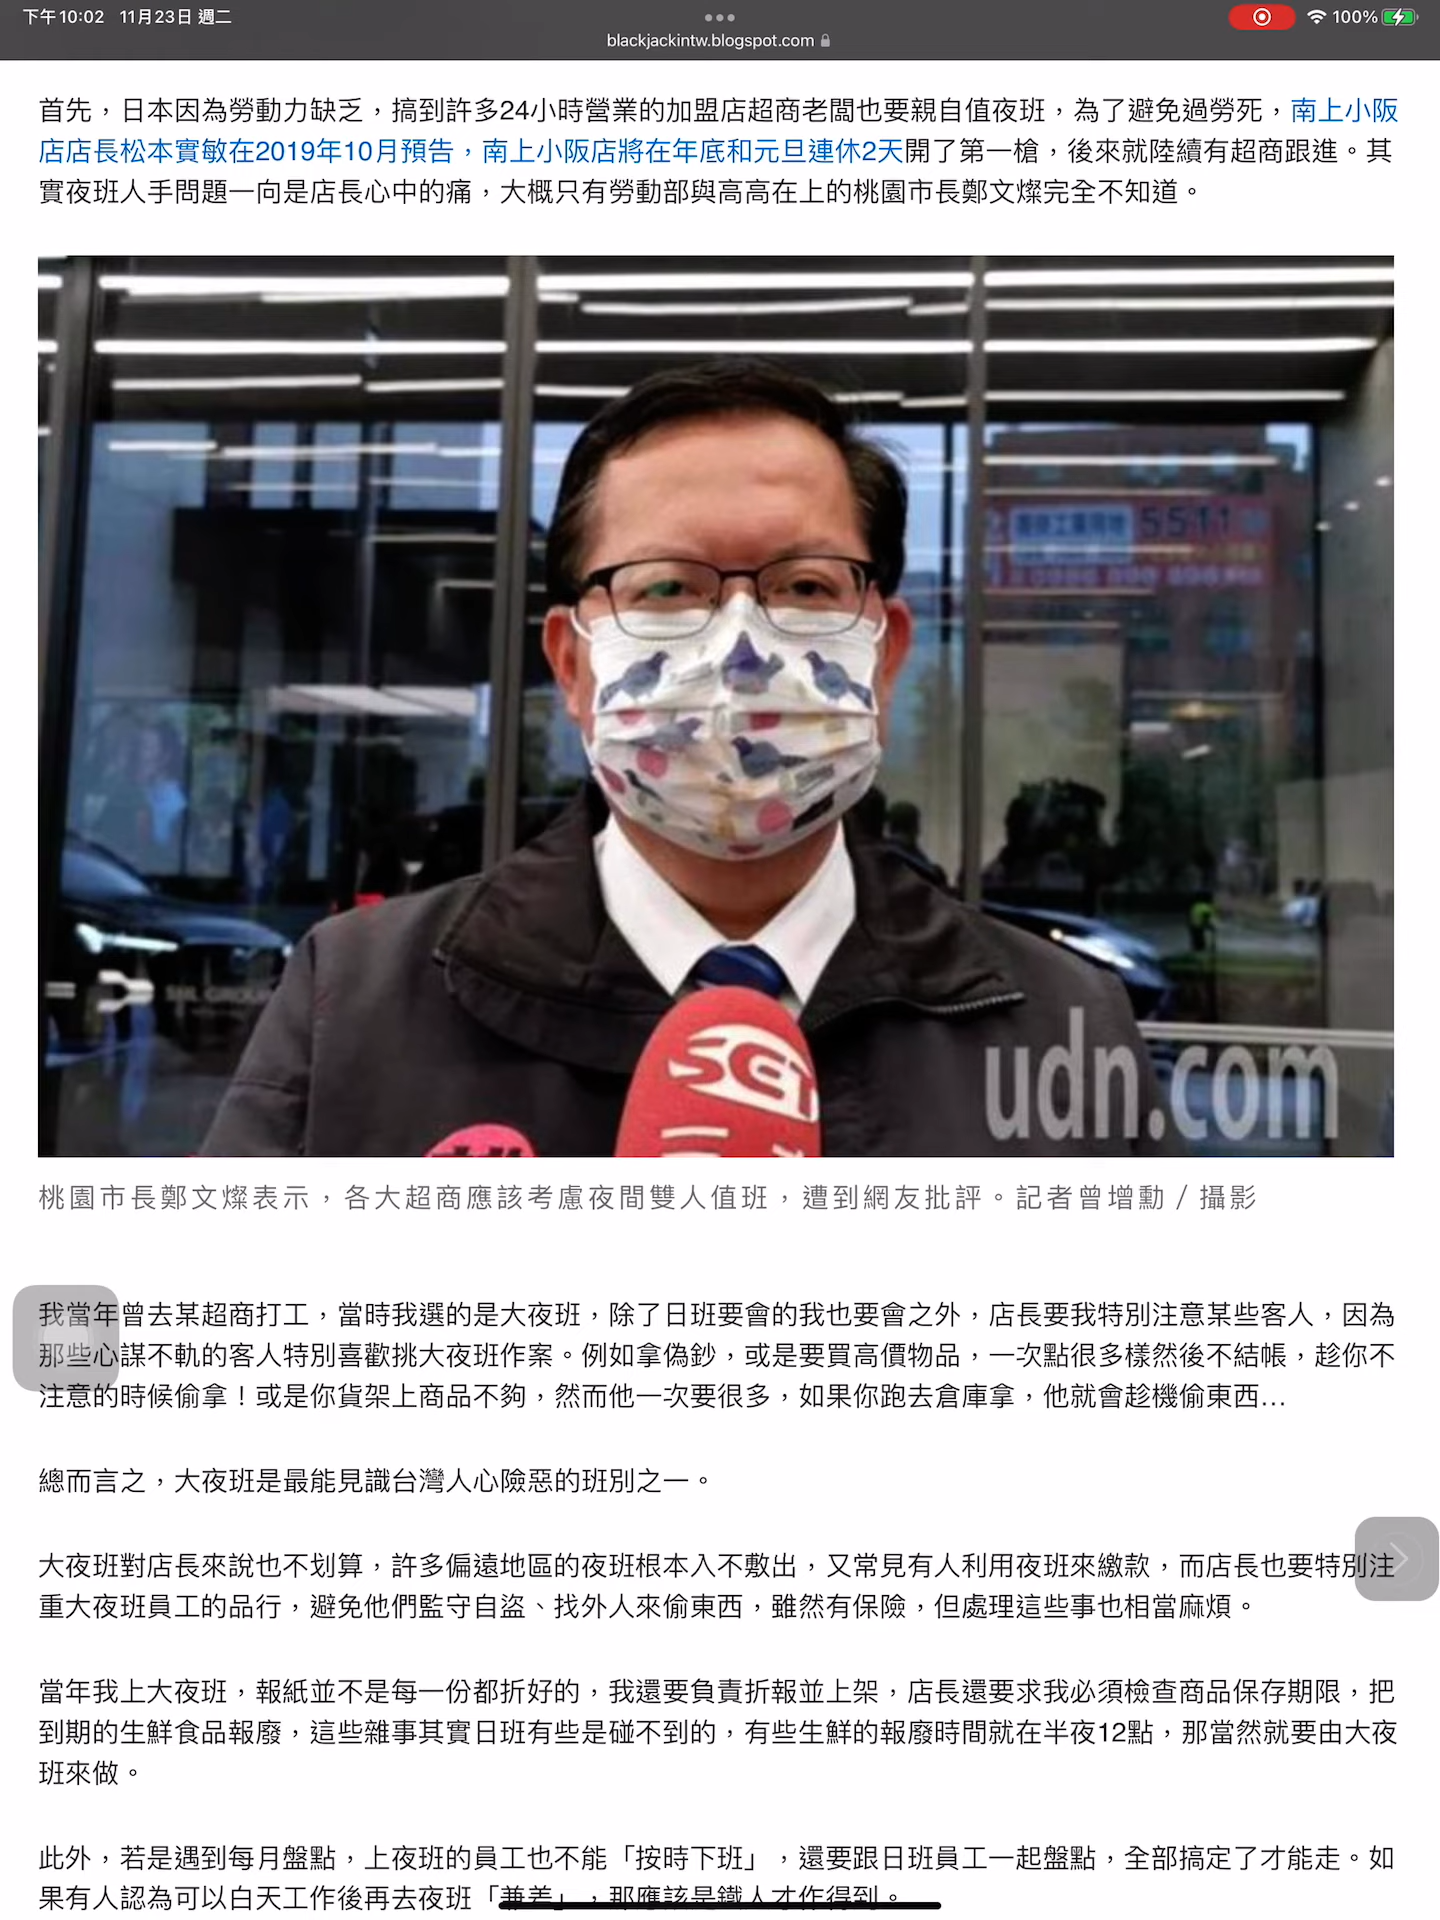 下午10:02 11月23日 週二
100%
blackjackintw.blogspot.com
首先，日本因為勞動力缺乏，搞到許多24小時營業的加盟店超商老闆也要親自值夜班，為了避免過勞死，南上小阪
店店長松本實敏在2019年10月預告，南上小阪店將在年底和元旦連休2天開了第一槍，後來就陸續有超商跟進。其
實夜班人手問題一向是店長心中的痛，大概只有勞動部與高高在上的桃園市長鄭文燦完全不知道。
5511
SET
udn.com
桃園市長鄭文燦表示，各大超商應該考慮夜間雙人值班，遭到網友批評。記者曾增勳／攝影
我當年曾去某超商打工，當時我選的是大夜班，除了日班要會的我也要會之外，店長要我特別注意某些客人，因為
那些心謀不軌的客人特別喜歡挑大夜班作案。例如拿偽鈔，或是要買高價物品，一次點很多樣然後不結帳，趁你不
注意的時候偷拿！或是你貨架上商品不夠，然而他一次要很多，如果你跑去倉庫拿，他就會趁機偷東西...
總而言之，大夜班是最能見識台灣人心險惡的班別之一。
大夜班對店長來說也不划算，許多偏遠地區的夜班根本入不敷出，又常見有人利用夜班來繳款，而店長也要特別注
重大夜班員工的品行，避免他們監守自盜、找外人來偷東西，雖然有保險，但處理這些事也相當麻煩。
當年我上大夜班，報紙並不是每一份都折好的，我還要負責折報並上架，店長還要求我必須檢查商品保存期限，把
到期的生鮮食品報廢，這些雜事其實日班有些是碰不到的，有些生鮮的報廢時間就在半夜12點，那當然就要由大夜
班來做。
此外，若是遇到每月盤點，上夜班的員工也不能「按時下班」，還要跟日班員工一起盤點，全部搞定了才能走。如
果有人認為可以白天工作後再去夜班「兼差」，那應該是鐵人才作得到。